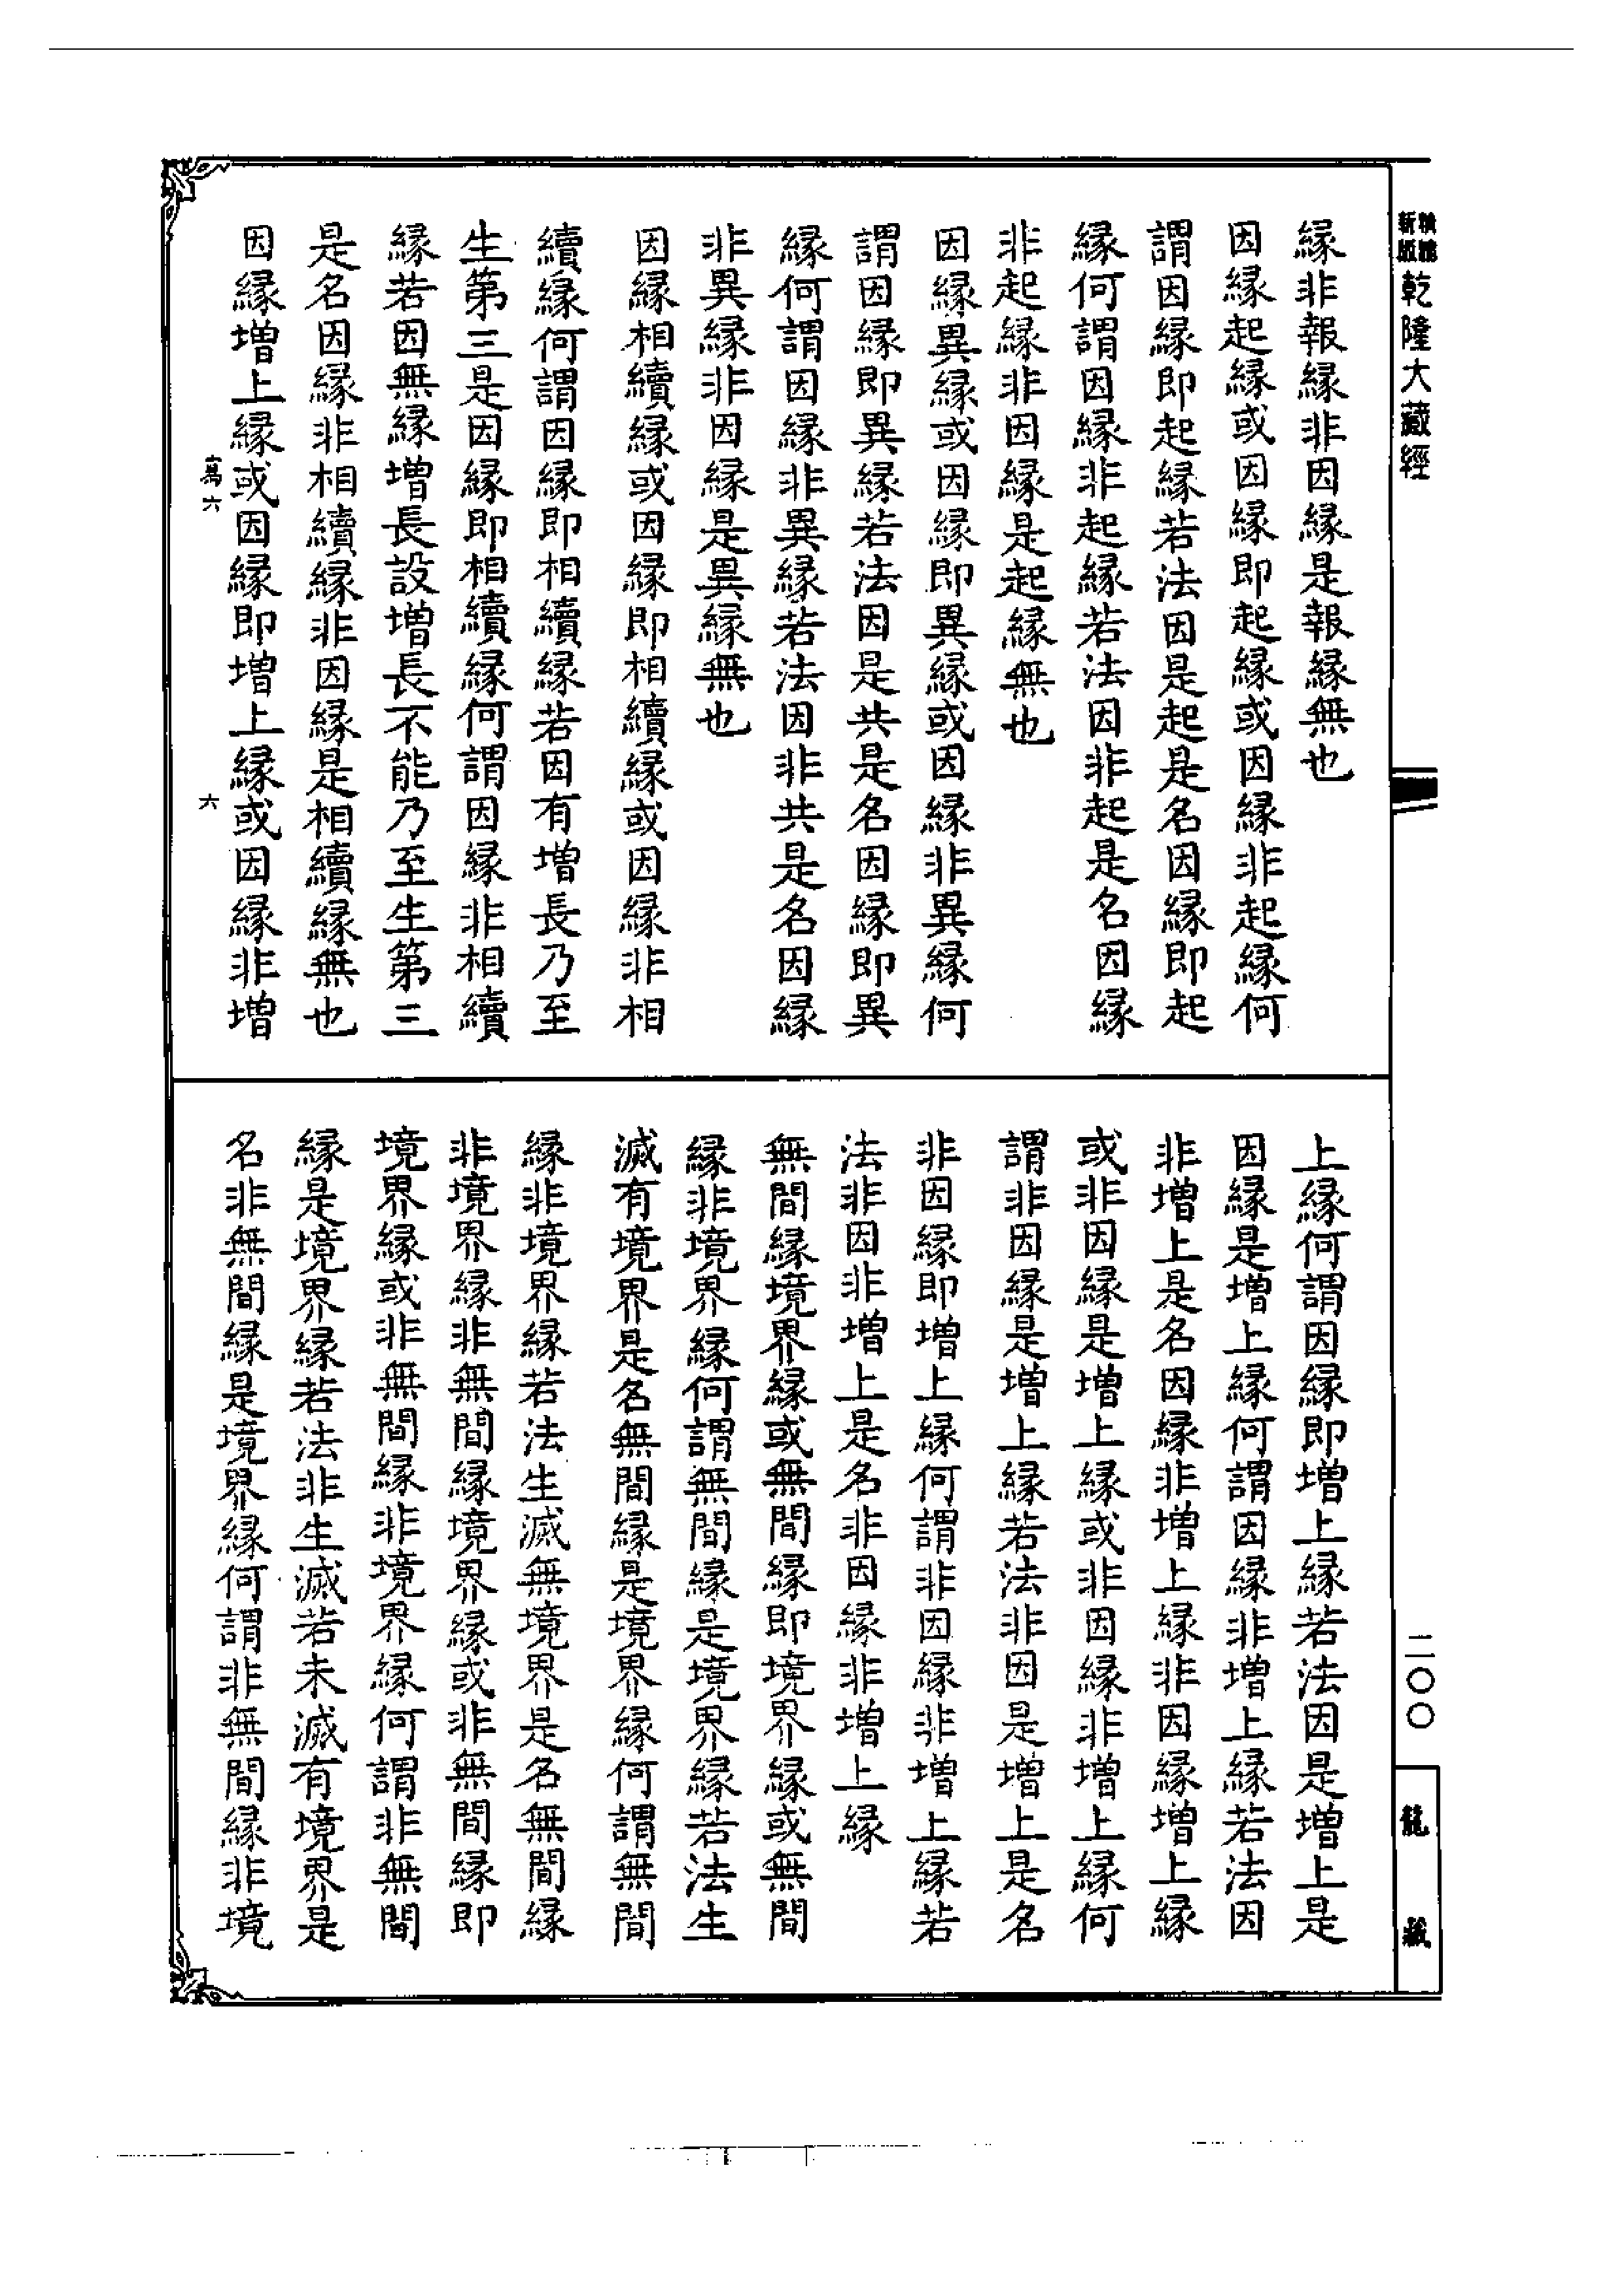 新版
乾隆大藏經
緣非報緣非因緣是報緣無也
因緣起緣或因緣即起緣或因緣非起緣何
謂因緣即起緣若法因是起是名因緣即起
緣何謂因緣非起緣若法因非起是名因緣
非起緣非因緣是起緣無也
因緣異緣或因緣即異緣或因緣非異緣何
謂因緣即異緣若法因是共是名因緣即異
緣何謂因緣非異緣若法因非共是名因緣
非異緣非因緣是異緣無也
因緣相續緣或因緣即相續緣或因緣非相
續緣何謂因緣即相續緣若因有增長乃至
生第三是因緣即相續緣何謂因緣非相續
緣若因無緣增長設增長不能乃至生第三
是名因緣非相續緣非因緣是相續緣無也
因緣增上緣或因緣即增上緣或因緣非增
六
六
上緣何謂因緣即增上緣若法因是增上是
因緣是增上緣何謂因緣非增上緣若法因
非增上是名因緣非增上緣非因緣增上緣
或非因緣是增上緣或非因緣非增上緣何
謂非因緣是增上緣若法非因是增上是名
非因緣即增上緣何謂非因緣非增上緣若
法非因非增上是名非因緣非增上緣
無間緣境界緣或無間緣即境界緣或無間
緣非境界緣何謂無間緣是境界緣若法生
滅有境界是名無間緣是境界緣何謂無間
緣非境界緣若法生滅無境界是名無間緣
非境界緣非無間緣境界緣或非無間緣即
境界緣或非無間緣非境界緣何謂非無間
緣是境界緣若法非生滅若未滅有境界是
名非無間緣是境界緣何謂非無間緣非境
二〇〇
龍藏